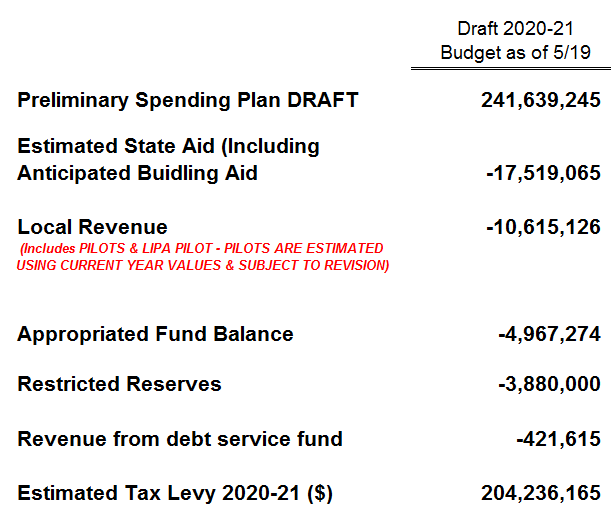 Draft 2020-21
Budget as of 5/19
Preliminary Spending Plan DRAFT 241,639,245
Estimated State Aid (Including
Anticipated Buidling Aid -17,519,065
Local Revenue -10,615,126
(Includes PILOTS & LIPA PILOT - PILOTS ARE ESTIMATED
USING CURRENT YEAR VALUES & SUBJECT TO REVISION)
Appropriated Fund Balance -4,967,274
Restricted Reserves -3,880,000
Revenue from debt service fund -421,615
Estimated Tax Levy 2020-21 ($) 204,236,165